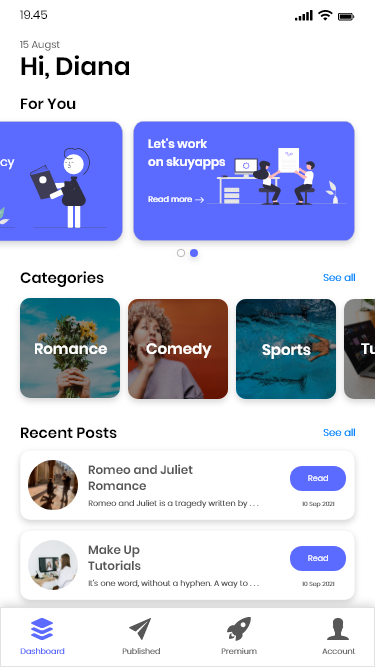 19.45
15 Augst
Hi, Diana
For You
cy
Let's work
on skuyapps
Read more →
Categories
See all
Romance
Comedy
Sports
Tu
Recent Posts
See all
Romeo and Juliet
Romance
Romeo and Juliet is a tragedy written by . . .
Read
10 Sep 2021
Make Up
Tutorials
It's one word, without a hyphen. A way to . . .
Read
10 Sep 2021
Dashboard
Published
Premium
Account